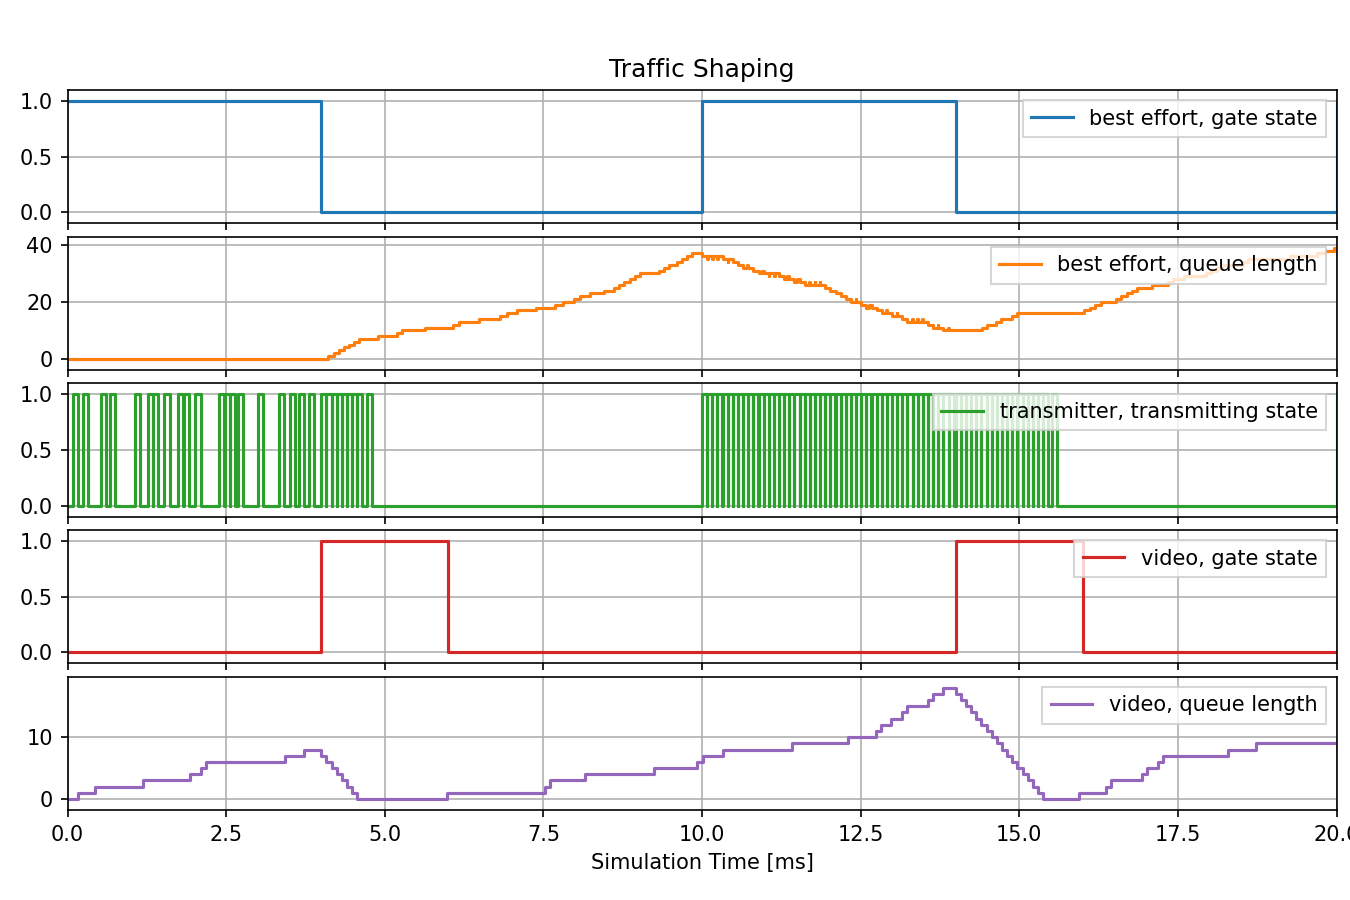 Traffic Shaping
1.0
0.5
0.0
best effort, gate state
40
20
0
best effort, queue length
1.0
0.5
0.0
transmitter, transmitting state
1.0
0.5
0.0
video, gate state
10
0
video, queue length
0.0 2.5 5.0 7.5 10.0 12.5 15.0 17.5 20.0
Simulation Time [ms]